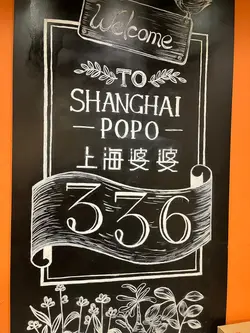 Welcome
TO
SHANGHAI
—POPO—
上海婆婆
336